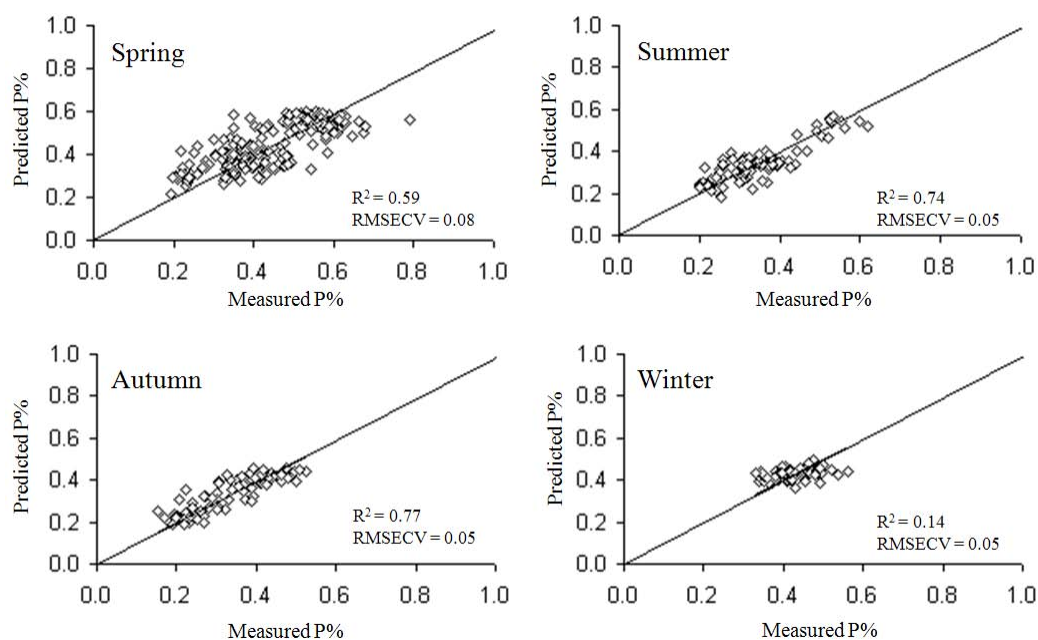 Spring
Predicted P%
1.0
0.8
0.6
0.4
0.2
0.0
R² = 0.59
RMSECV = 0.08
0.0 0.2 0.4 0.6 0.8 1.0
Measured P%
Summer
Predicted P%
1.0
0.8
0.6
0.4
0.2
0.0
R² = 0.74
RMSECV = 0.05
0.0 0.2 0.4 0.6 0.8 1.0
Measured P%
Autumn
Predicted P%
1.0
0.8
0.6
0.4
0.2
0.0
R² = 0.77
RMSECV = 0.05
0.0 0.2 0.4 0.6 0.8 1.0
Measured P%
Winter
Predicted P%
1.0
0.8
0.6
0.4
0.2
0.0
R² = 0.14
RMSECV = 0.05
0.0 0.2 0.4 0.6 0.8 1.0
Measured P%